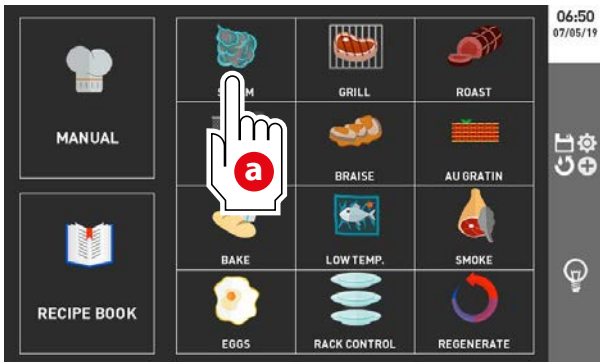 06:50
07/05/19
GRILL
ROAST
MANUAL
a
BRAISE
AU GRATIN
BAKE
LOW TEMP.
SMOKE
RECIPE BOOK
EGGS
RACK CONTROL
REGENERATE